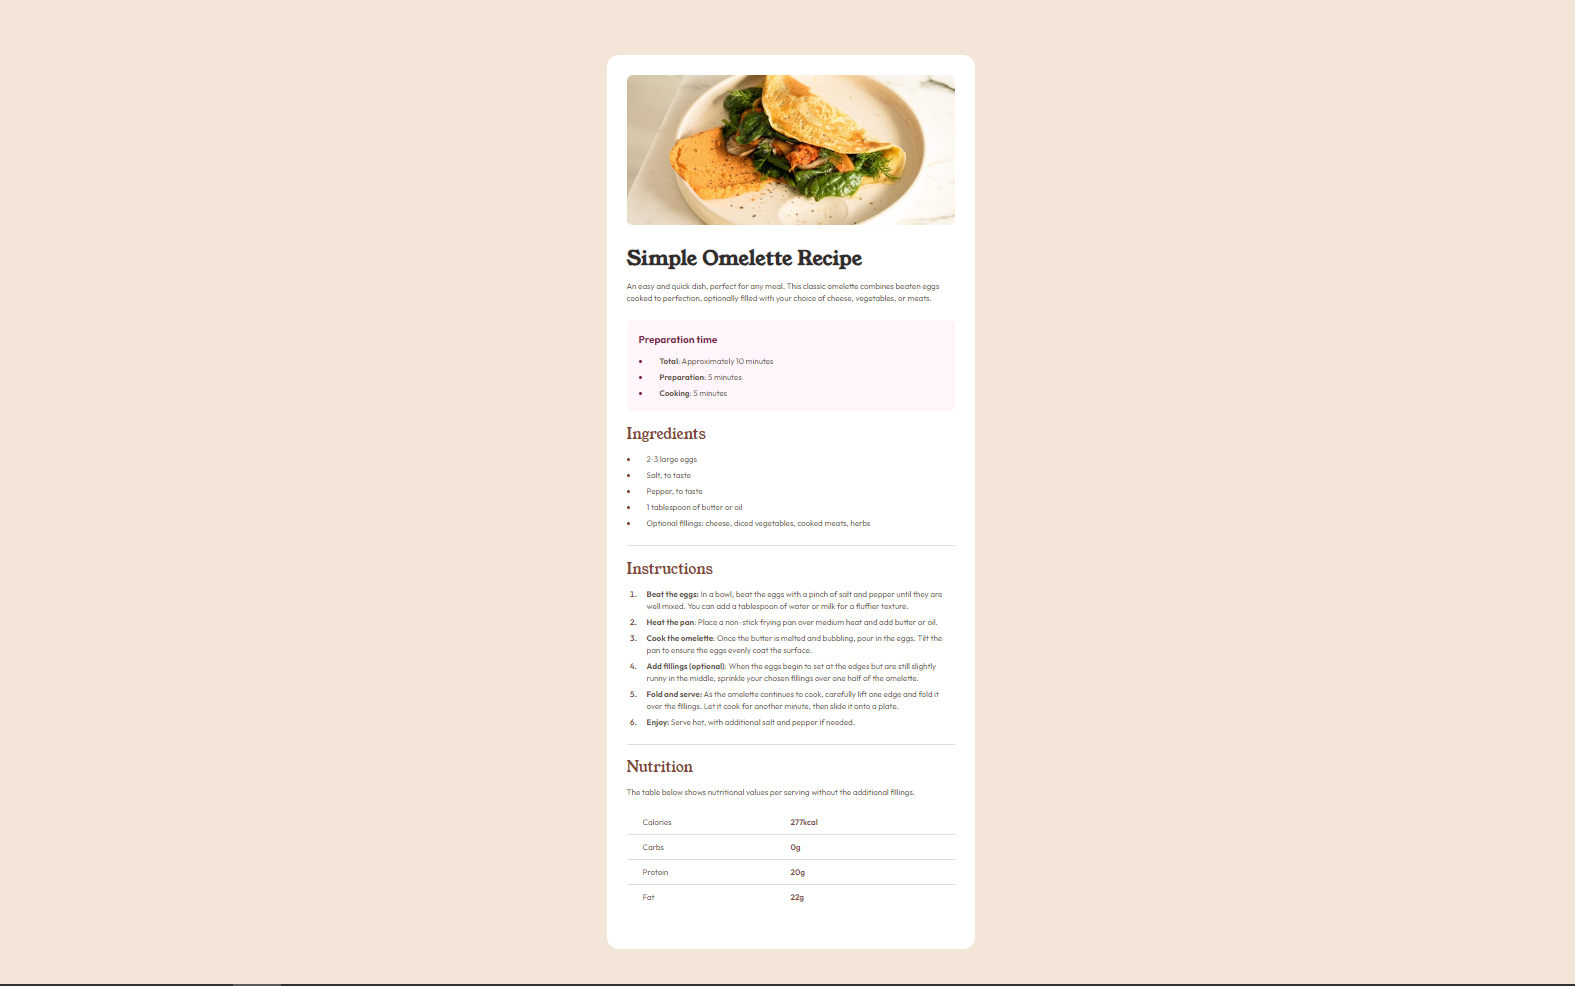 Simple Omelette Recipe
An easy and quick dish, perfect for any meal. This classic omelette combines beaten eggs
cooked to perfection, optionally filled with your choice of cheese, vegetables, or meats.
Preparation time
• Total: Approximately 10 minutes
• Preparation: 5 minutes
• Cooking: 5 minutes
Ingredients
• 2-3 large eggs
• Salt, to taste
• Pepper, to taste
• 1 tablespoon of butter or oil
• Optional fillings: cheese, diced vegetables, cooked meats, herbs
Instructions
1. Beat the eggs: In a bowl, beat the eggs with a pinch of salt and pepper until they are
well mixed. You can add a tablespoon of water or milk for a fluffier texture.
2. Heat the pan: Place a non-stick frying pan over medium heat and add butter or oil.
3. Cook the omelette: Once the butter is melted and bubbling, pour in the eggs. Tilt the
pan to ensure the eggs evenly coat the surface.
4. Add fillings (optional): When the eggs begin to set at the edges but are still slightly
runny in the middle, sprinkle your chosen fillings over one half of the omelette.
5. Fold and serve: As the omelette continues to cook, carefully lift one edge and fold it
over the fillings. Let it cook for another minute, then slide it onto a plate.
6. Enjoy: Serve hot, with additional salt and pepper if needed.
Nutrition
The table below shows nutritional values per serving without the additional fillings.
Calories 277kcal
Carbs 0g
Protein 20g
Fat 22g